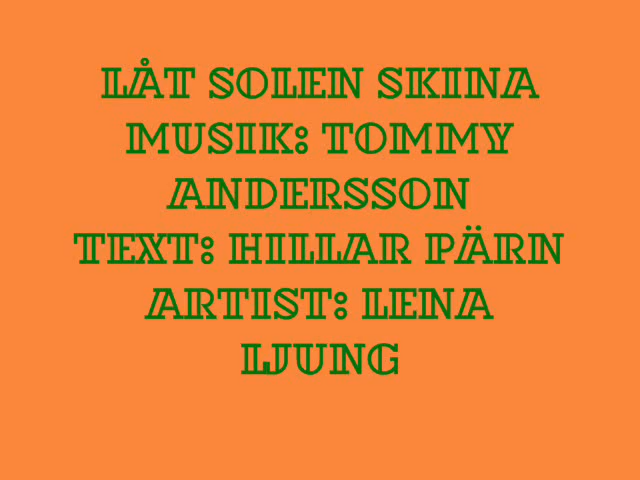 LÅT SOLEN SKINA
MUSIK: TOMMY
ANDERSSON
TEXT: HILLAR PÄRN
ARTIST: LENA
LJUNG